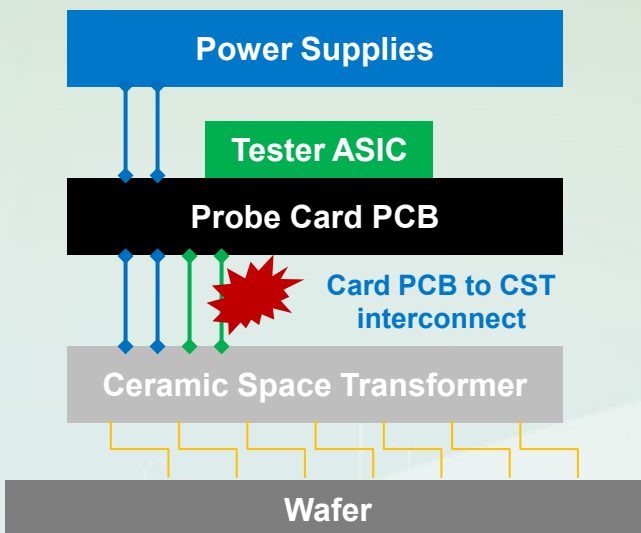 Power Supplies
Tester ASIC
Probe Card PCB
Card PCB to CST
interconnect
Ceramic Space Transformer
Wafer